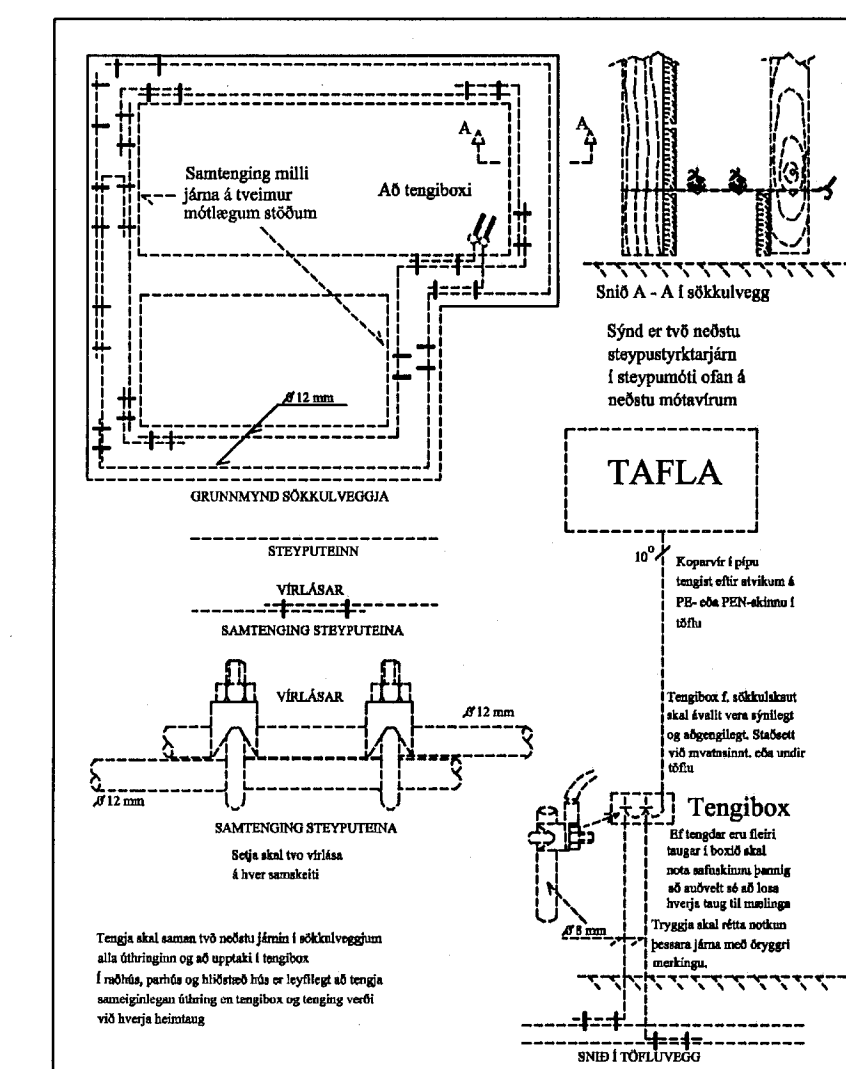 A
A
Samtenging milli
járna á tveimur
mótlægum stöðum
Að tengiboxi
Ø 12 mm
GRUNNMYND SÖKKULVEGGJA
Snið A - A í sökkulvegg
Sýnd er tvö neðstu
steypustyrktarjárn
í steypumóti ofan á
neðstu mótavírum
TAFLA
10°
Koparvír í pípu
tengist eftir atvikum á
PE- eða PEN-skinnu í
töflu
STEYPUTEINN
VÍRLÁSAR
SAMTENGING STEYPUTEINA
VÍRLÁSAR
Ø 12 mm
Ø 12 mm
SAMTENGING STEYPUTEINA
Setja skal tvo vírlása
á hver samskeiti
Tengibox f. sökkulskaut
skal ávallt vera sýnilegt
og aðgengilegt. Staðsett
við mvatnsinnt. eða undir
töflu
Tengibox
Ef tengdar eru fleiri
taugar í boxið skal
nota safnskinnu þannig
að auðvelt sé að losa
hverja taug til mælinga
Ø 8 mm
Tryggja skal rétta notkun
þessara járna með öryggri
merkingu.
SNIÐ Í TÖFLUVEGG
Tengja skal saman tvö neðstu járnin í sökkulveggjum
alla úthringinn og að upptaki í tengibox
Í raðhús, parhús og hliðstæð hús er leyfilegt að tengja
sameiginlegan úthring en tengibox og tenging verði
við hverja heimtaug